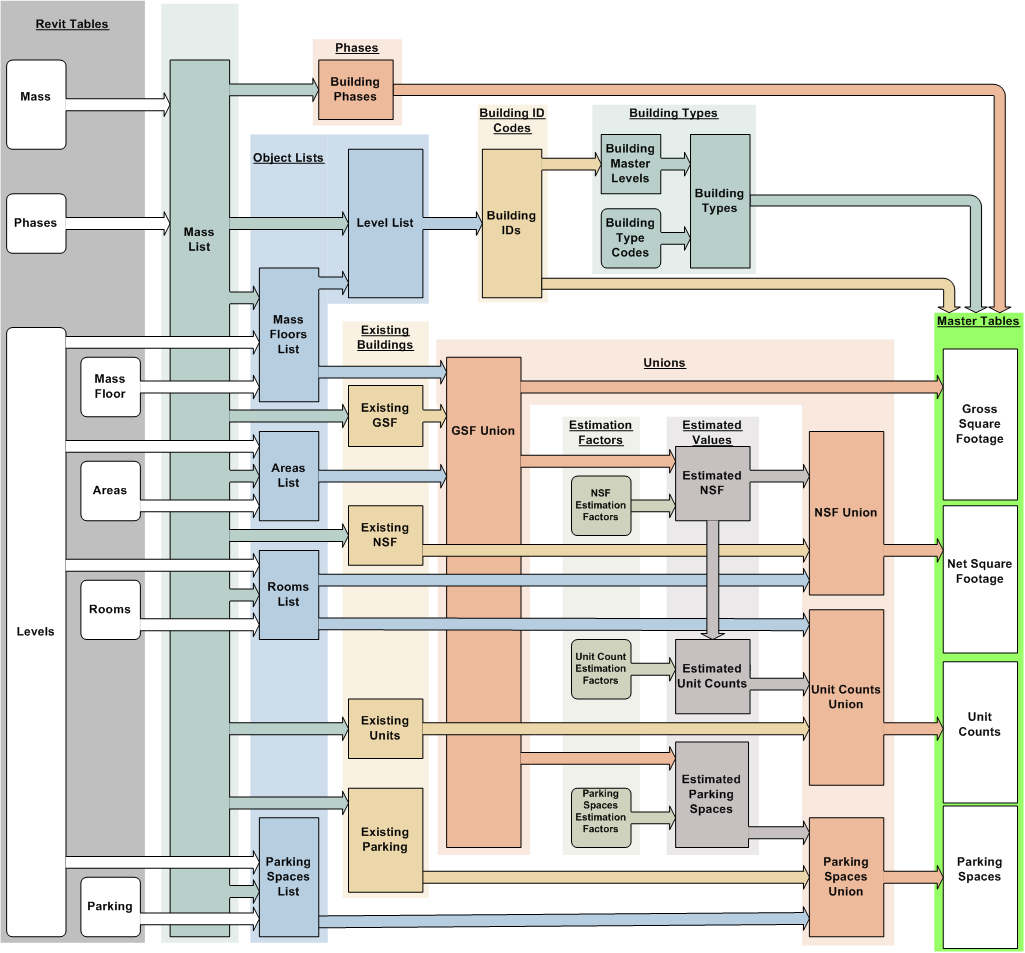 Revit Tables
Mass
Phases
Levels
Mass
Floor
Areas
Rooms
Parking
Mass
List
Object Lists
Level List
Mass
Floors
List
Areas
List
Rooms
List
Parking
Spaces
List
Phases
Building
Phases
Building ID
Codes
Building
IDs
Building Types
Building
Master
Levels
Building
Type
Codes
Building
Types
Existing
Buildings
Existing
GSF
Existing
NSF
Existing
Units
Existing
Parking
Unions
GSF Union
Estimation
Factors
NSF
Estimation
Factors
Unit Count
Estimation
Factors
Parking
Spaces
Estimation
Factors
Estimated
Values
Estimated
NSF
Estimated
Unit Counts
Estimated
Parking
Spaces
NSF Union
Unit Counts
Union
Parking
Spaces
Union
Master Tables
Gross
Square
Footage
Net Square
Footage
Unit
Counts
Parking
Spaces